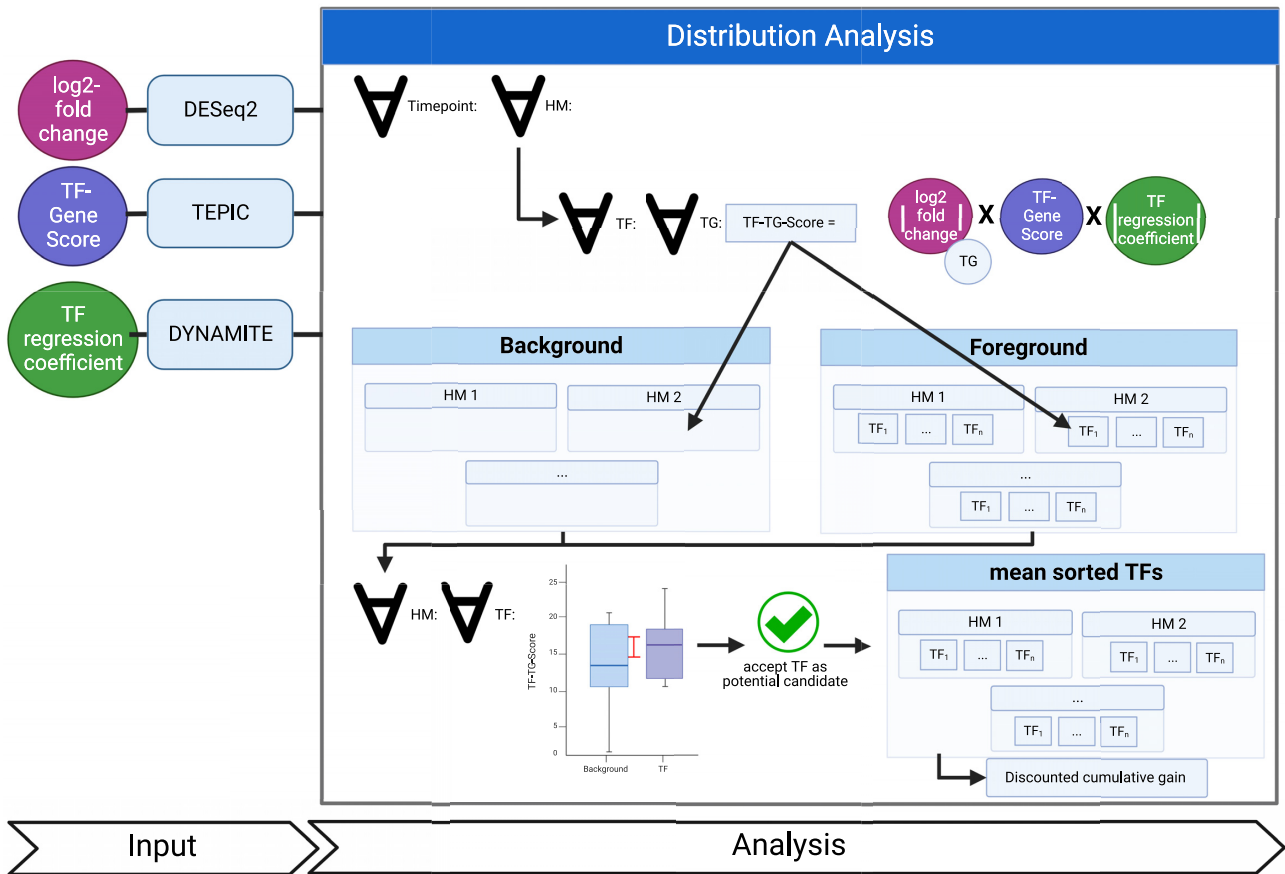 Distribution Analysis
log2-
fold
change
DESeq2
TF-
Gene
Score
TEPIC
TF
regression
coefficient
DYNAMITE
∀ Timepoint: ∀ HM:
∀ TF: ∀ TG: TF-TG-Score =
|log2
fold
change|
TG
X
TF-
Gene
Score
X
|TF
regression
coefficient|
Background
HM 1
HM 2
...
Foreground
HM 1
TF₁ ... TFₙ
HM 2
TF₁ ... TFₙ
...
TF₁ ... TFₙ
∀ HM: ∀ TF:
TF-TG-Score
25
20
15
10
5
0
Background TF
accept TF as
potential candidate
mean sorted TFs
HM 1
TF₁ ... TFₙ
HM 2
TF₁ ... TFₙ
...
TF₁ ... TFₙ
Discounted cumulative gain
Input
Analysis